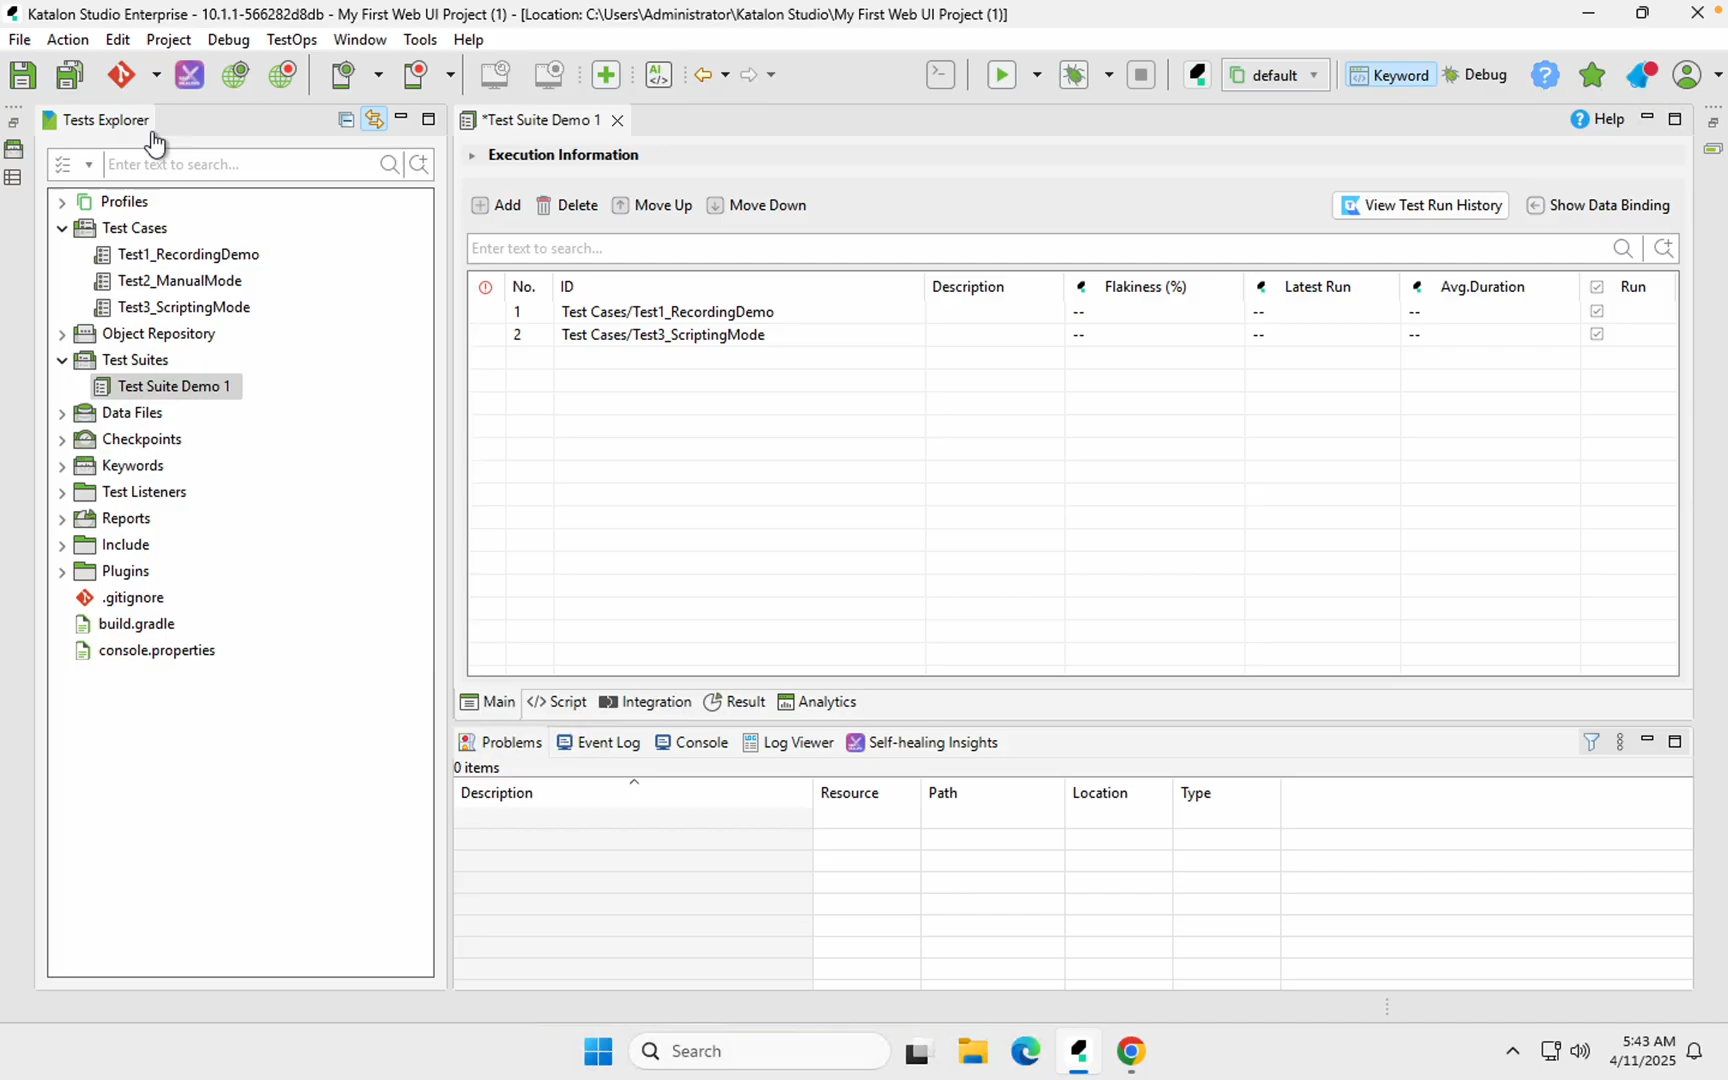 Katalon Studio Enterprise - 10.1.1-566282d8db - My First Web UI Project (1) - [Location: C:\Users\Administrator\Katalon Studio\My First Web UI Project (1)]
File Action Edit Project Debug TestOps Window Tools Help
default Keyword Debug
Tests Explorer
*Test Suite Demo 1
Help
Enter text to search...
Execution Information
Profiles
Test Cases
Test1_RecordingDemo
Test2_ManualMode
Test3_ScriptingMode
Object Repository
Test Suites
Test Suite Demo 1
Data Files
Checkpoints
Keywords
Test Listeners
Reports
Include
Plugins
.gitignore
build.gradle
console.properties
Add Delete Move Up Move Down View Test Run History Show Data Binding
Enter text to search...
No. ID Description Flakiness (%) Latest Run Avg.Duration Run
1 Test Cases/Test1_RecordingDemo -- -- --
2 Test Cases/Test3_ScriptingMode -- -- --
Main Script Integration Result Analytics
Problems Event Log Console Log Viewer Self-healing Insights
0 items
Description Resource Path Location Type
Search
5:43 AM
4/11/2025